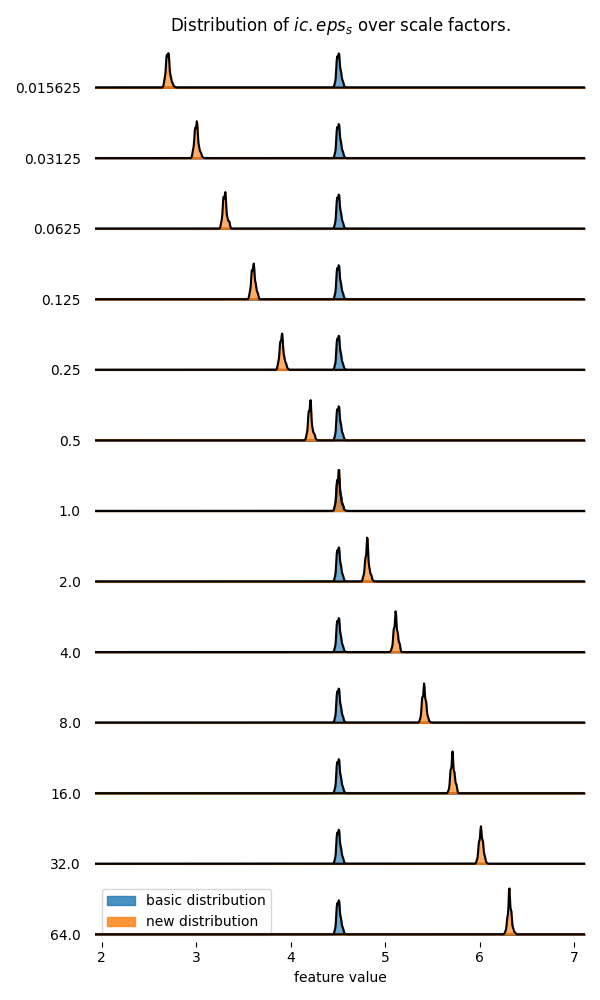 Distribution of ic.eps_s over scale factors.
0.015625
0.03125
0.0625
0.125
0.25
0.5
1.0
2.0
4.0
8.0
16.0
32.0
64.0
basic distribution
new distribution
2 3 4 5 6 7
feature value